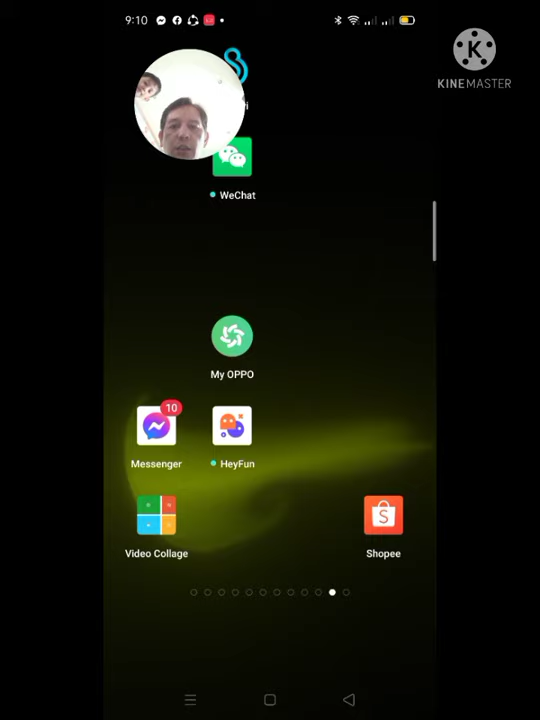 9:10
K
KINEMASTER
WeChat
My OPPO
10
Messenger
HeyFun
Video Collage
S
Shopee